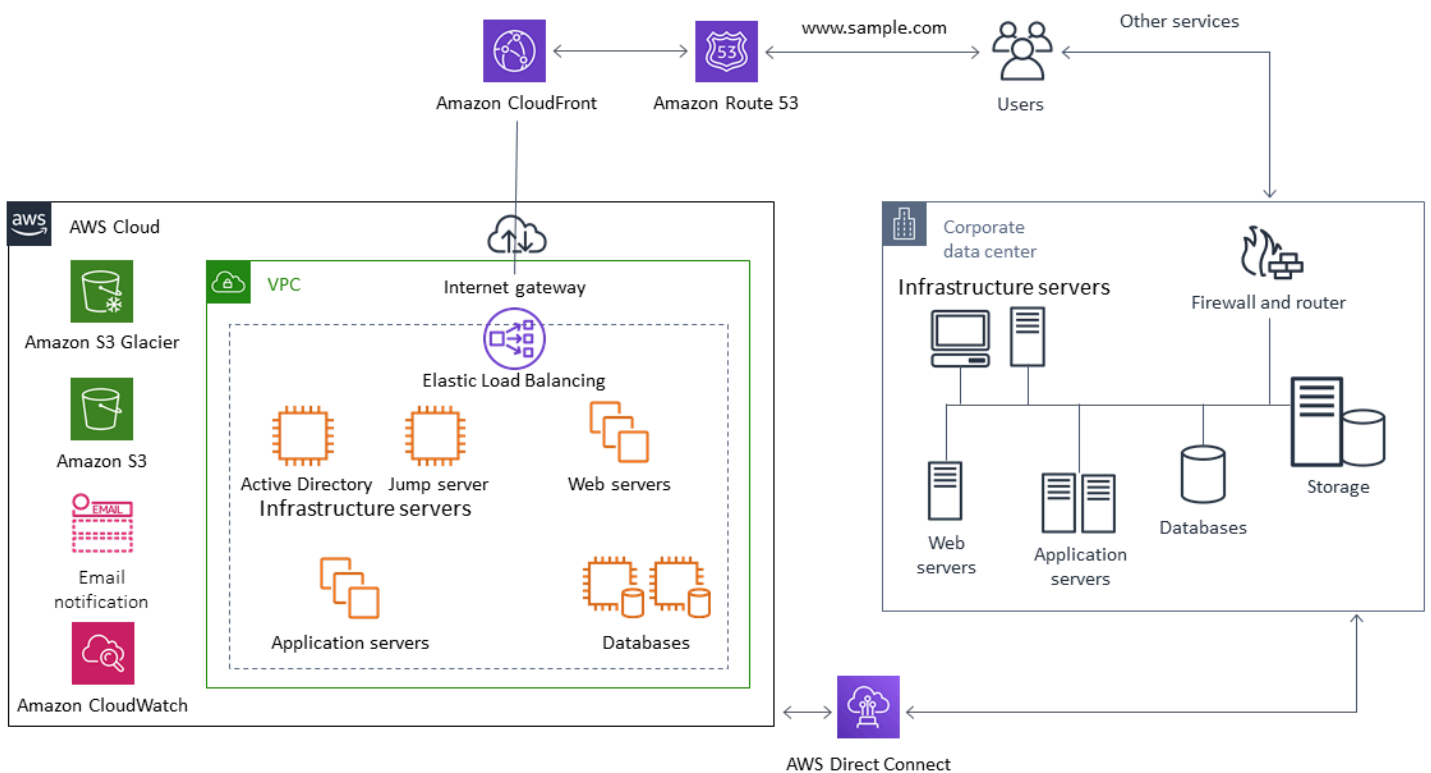 www.sample.com
Other services
53
Amazon CloudFront
Amazon Route 53
Users
aws
AWS Cloud
Corporate
data center
VPC
Internet gateway
Infrastructure servers
Firewall and router
Amazon S3 Glacier
Elastic Load Balancing
Amazon S3
Active Directory
Jump server
Web servers
Infrastructure servers
Storage
EMAIL
Databases
Web
servers
Application
servers
Email
notification
Application servers
Databases
Amazon CloudWatch
AWS Direct Connect